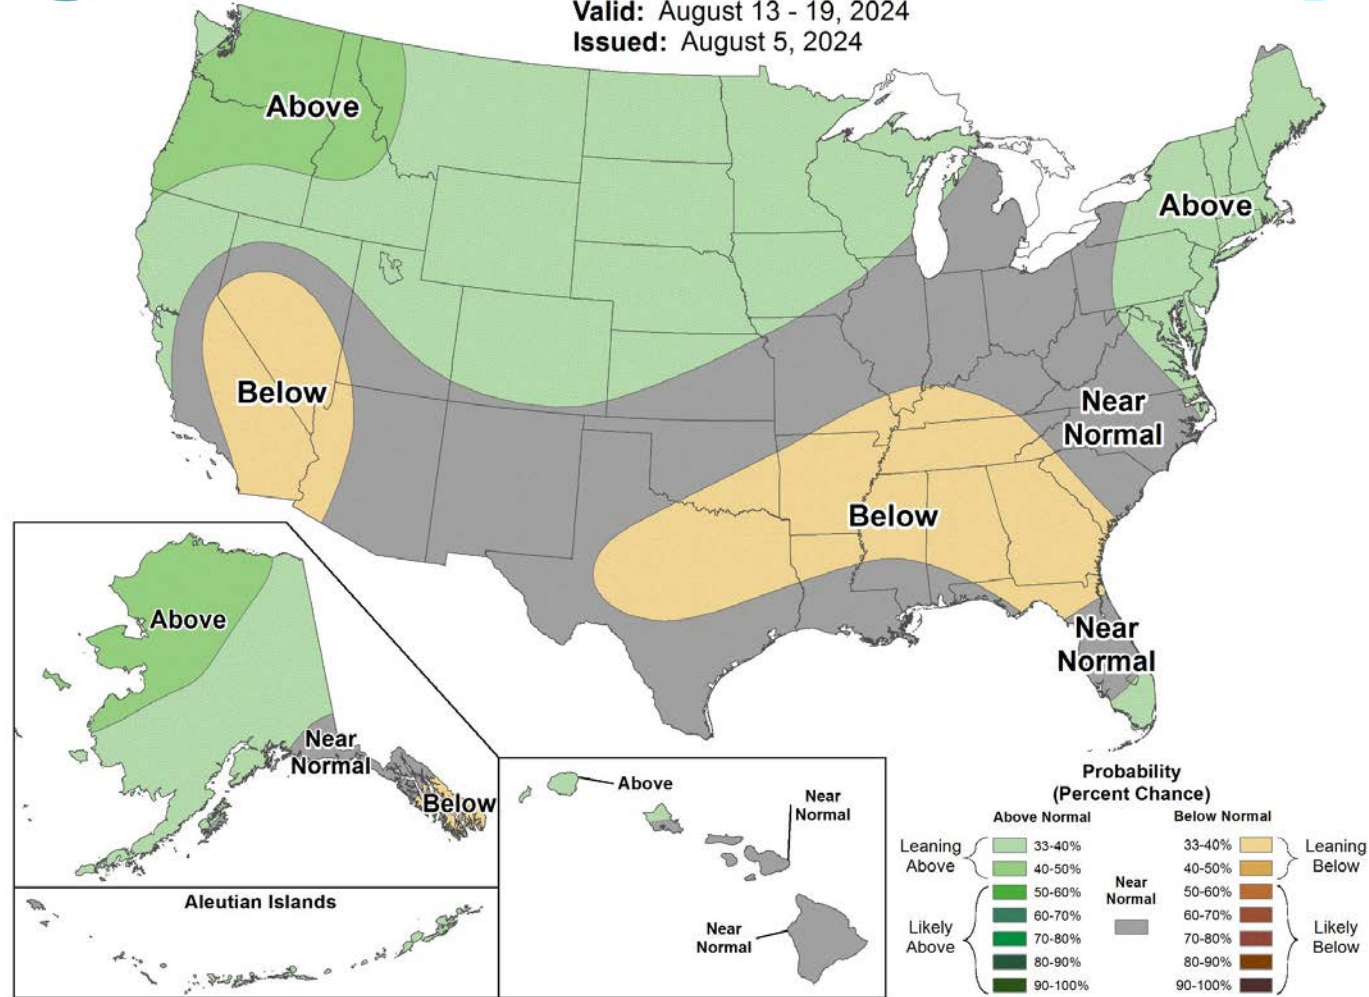 Valid: August 13 - 19, 2024
Issued: August 5, 2024
Above
Above
Below
Near
Normal
Below
Near
Normal
Above
Near
Normal
Below
Aleutian Islands
Above
Near
Normal
Near
Normal
Probability
(Percent Chance)
Above Normal
Below Normal
Leaning
Above
33-40%
40-50%
Likely
Above
50-60%
60-70%
70-80%
80-90%
90-100%
Near
Normal
33-40%
40-50%
Leaning
Below
50-60%
60-70%
70-80%
80-90%
90-100%
Likely
Below